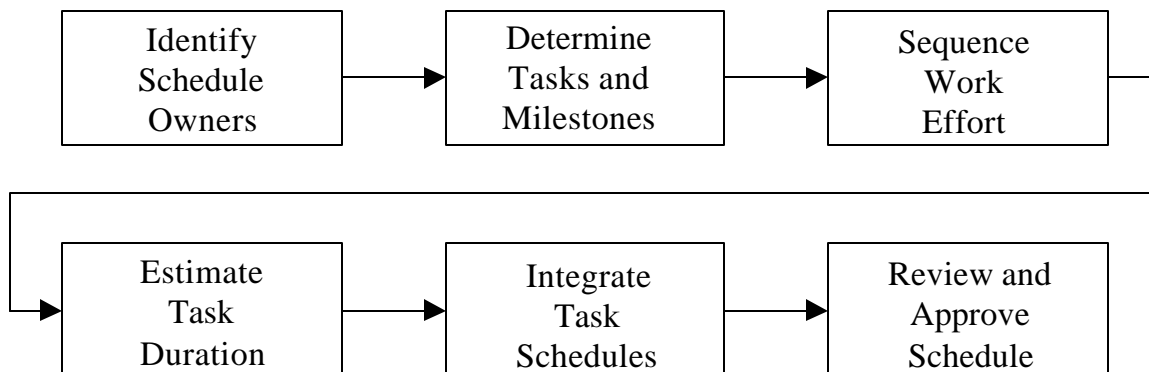 Identify
Schedule
Owners
Determine
Tasks and
Milestones
Sequence
Work
Effort
Estimate
Task
Duration
Integrate
Task
Schedules
Review and
Approve
Schedule